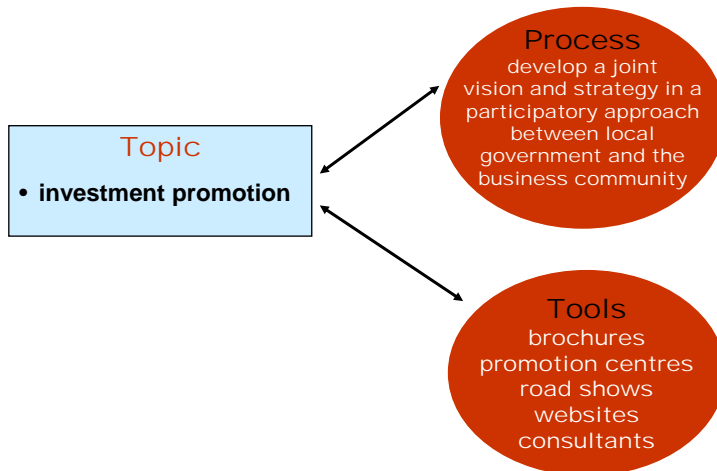 Process
develop a joint
vision and strategy in a
participatory approach
between local
government and the
business community
Topic
• investment promotion
Tools
brochures
promotion centres
road shows
websites
consultants